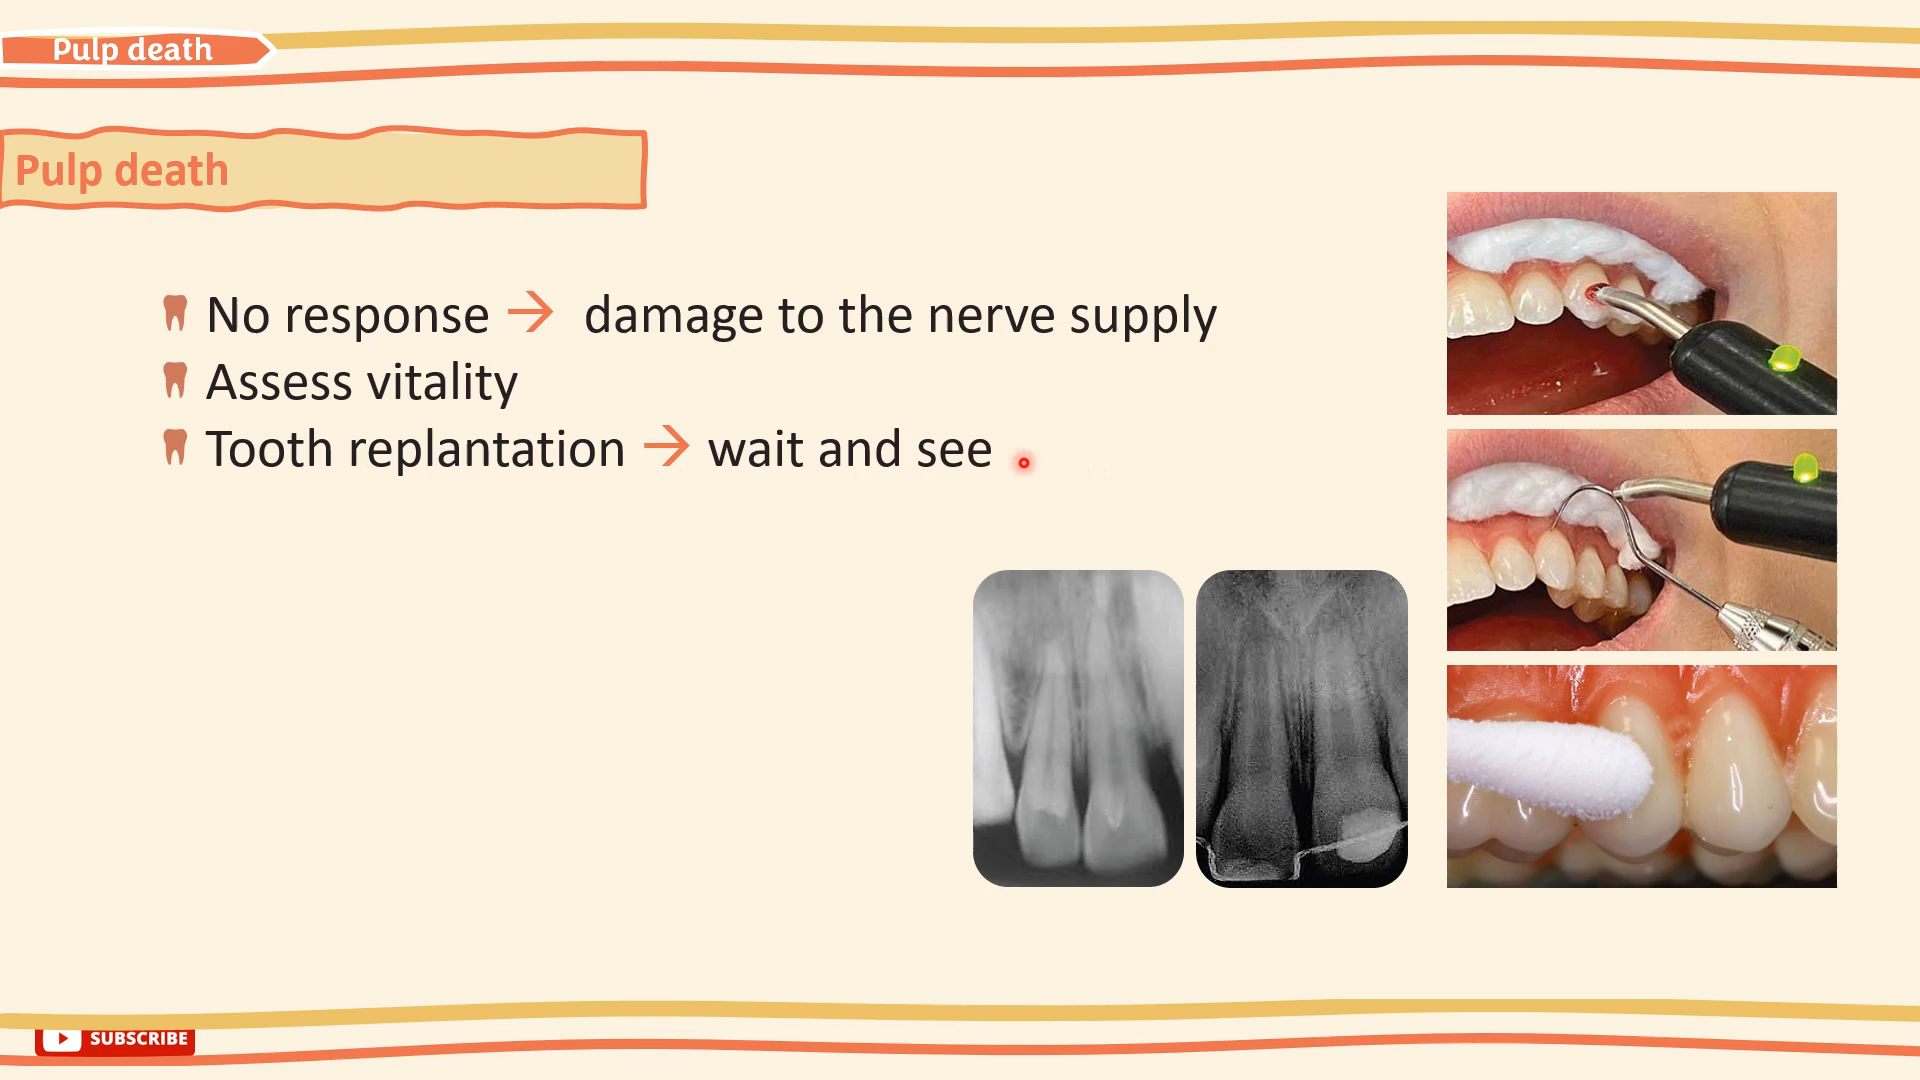 Pulp death
Pulp death
No response → damage to the nerve supply
Assess vitality
Tooth replantation → wait and see
SUBSCRIBE